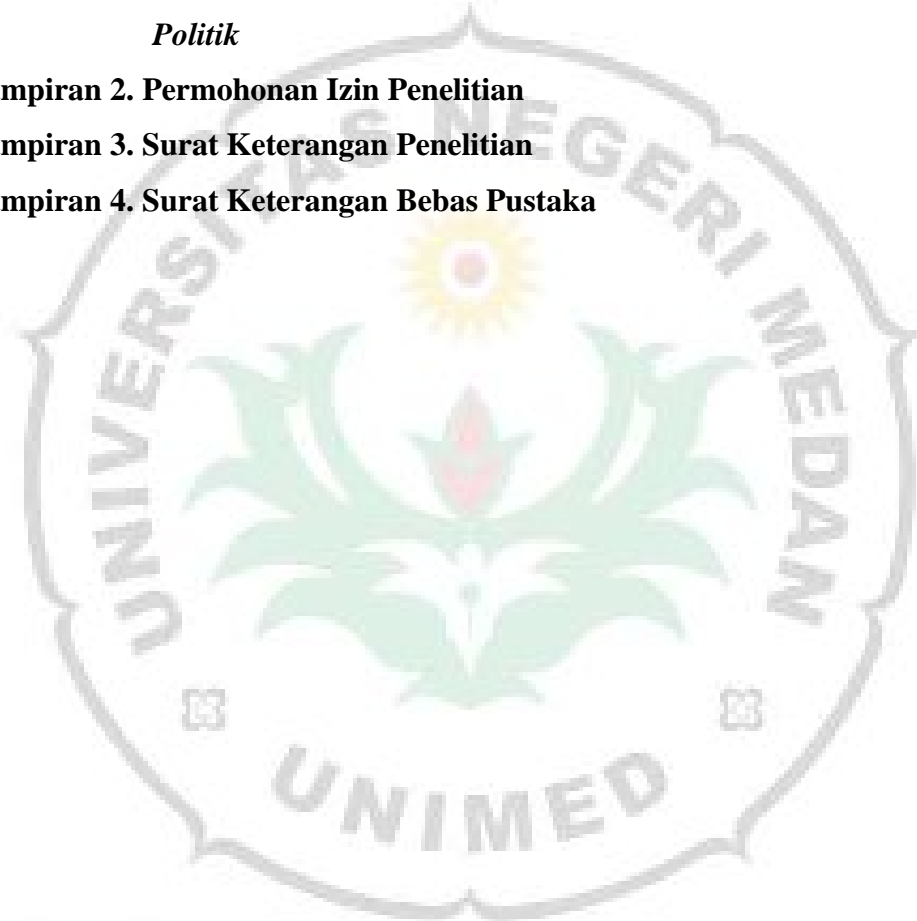 Politik
mpiran 2. Permohonan Izin Penelitian
mpiran 3. Surat Keterangan Penelitian
mpiran 4. Surat Keterangan Bebas Pustaka
UNIVERSITAS NEGERI MEDAN
UNIMED